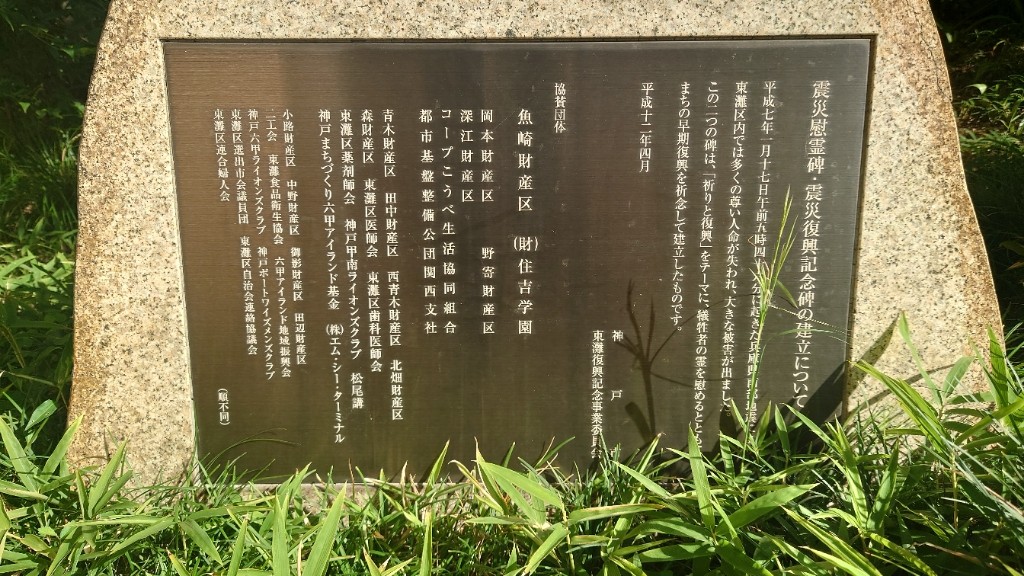 震災慰霊碑・震災復興記念碑の建立について
平成七年一月十七日午前五時四 分に起きた兵庫県
東灘区内では多くの尊い人命が失われ、大きな被害が出まし
この二つの碑は、「祈りと復興」をテーマに、犠牲者の霊を慰めるとと
まちの早期復興を祈念して建立したものです。
平成十二年四月
神戸
東灘復興記念事業委員会
協賛団体
魚崎財産区 (財)住吉学園
岡本財産区 野寄財産区
深江財産区
コープこうべ生活協同組合
都市基盤整備公団関西支社
青木財産区 田中財産区 西青木財産区 北畑財産区
森財産区 東灘区医師会 東灘区歯科医師会
東灘区薬剤師会 神戸甲南ライオンズクラブ 松尾講
神戸まちづくり六甲アイランド基金 (株)エム・シーターミナル
小路財産区 中野財産区 御影財産区 田辺財産区
二工会 東灘食品衛生協会 六甲アイランド地域振興会
神戸六甲ライオンズクラブ 神戸ポートワイズメンズクラブ
東灘区選出市会議員団 東灘区自治会連絡協議会
東灘区連合婦人会
(順不同)